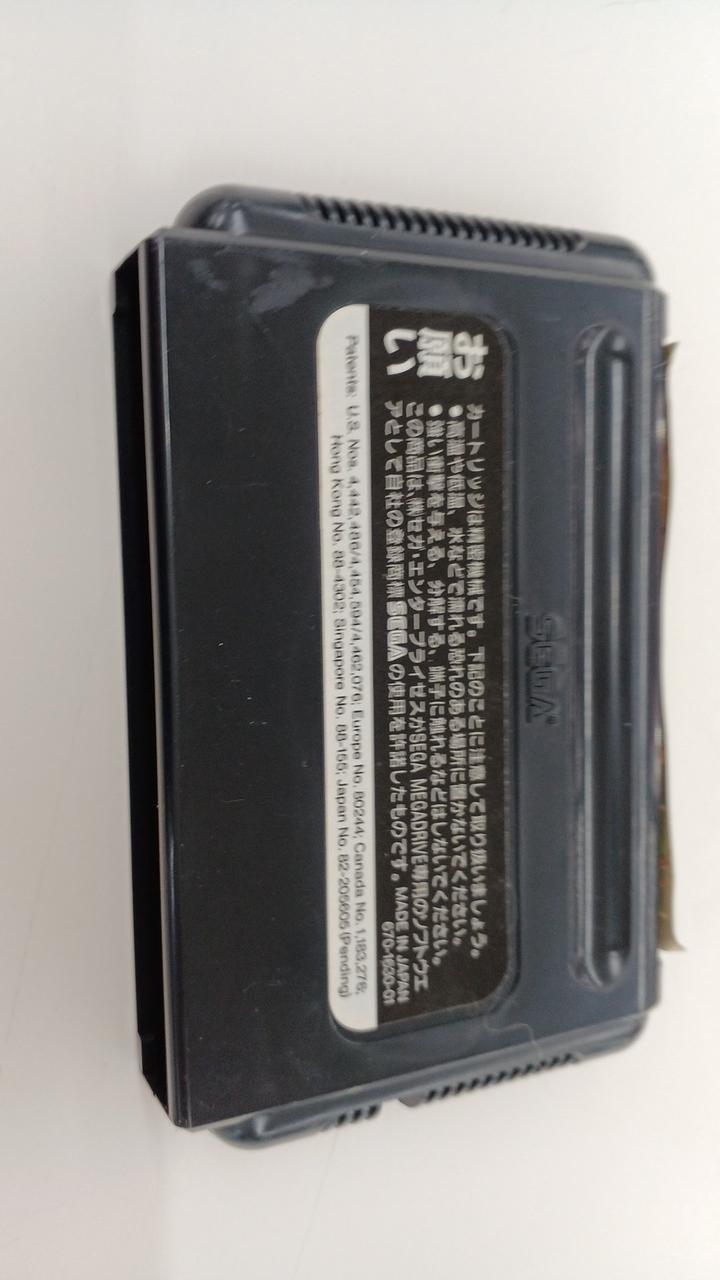 SEGA
お願い
カートリッジは精密機器です。下記のことに注意して取り扱いましょう。
●高温や低温、水などで濡れる恐れのある場所に置かないでください。
●強い衝撃を与える、分解する、端子に触れるなどはしないでください。
この商品は、㈱セガ・エンタープライゼスがSEGA MEGADRIVE専用のソフトウェ
アとして自社の登録商標SEGAの使用を許諾したものです。MADE IN JAPAN
670-1930-01
Patents: U.S. Nos. 4,442,486/4,454,594/4,462,076; Europe No. 80244; Canada No. 1,183,276;
Hong Kong No. 88-4302; Singapore No. 88-155; Japan No. 82-205605 (Pending)